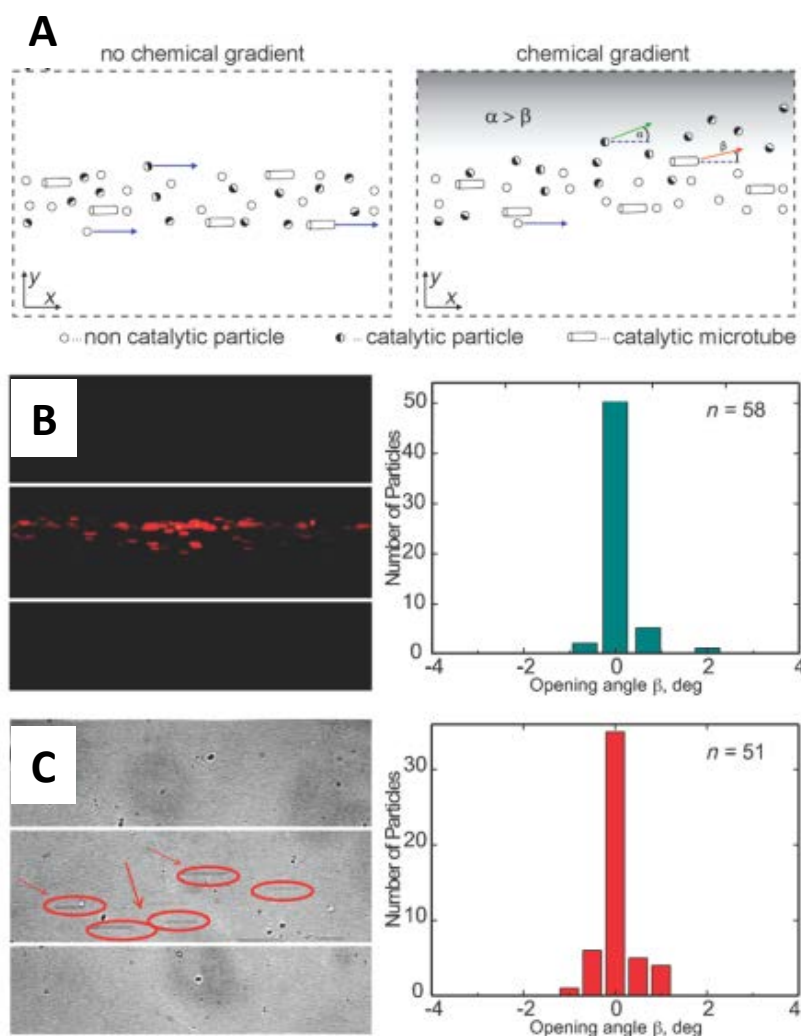 A
no chemical gradient
chemical gradient
α > β
α
β
y
x
y
x
non catalytic particle
catalytic particle
catalytic microtube
B
Number of Particles
50
40
30
20
10
0
n = 58
-4
-2
0
2
4
Opening angle β, deg
C
Number of Particles
30
20
10
0
n = 51
-4
-2
0
2
4
Opening angle β, deg